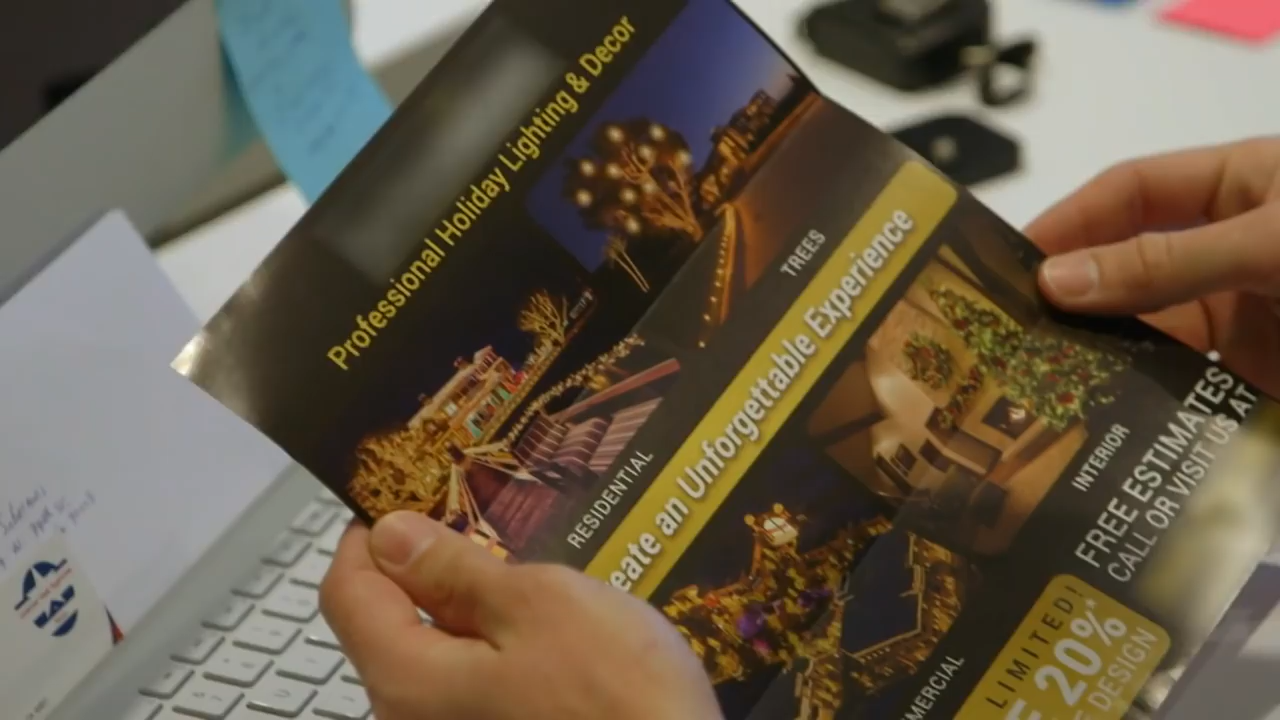 Professional Holiday Lighting & Decor
TREES
RESIDENTIAL
eate an Unforgettable Experience
INTERIOR
MERCIAL
FREE ESTIMATES
CALL OR VISIT US AT
LIMITED!
E 20%*
DESIGN